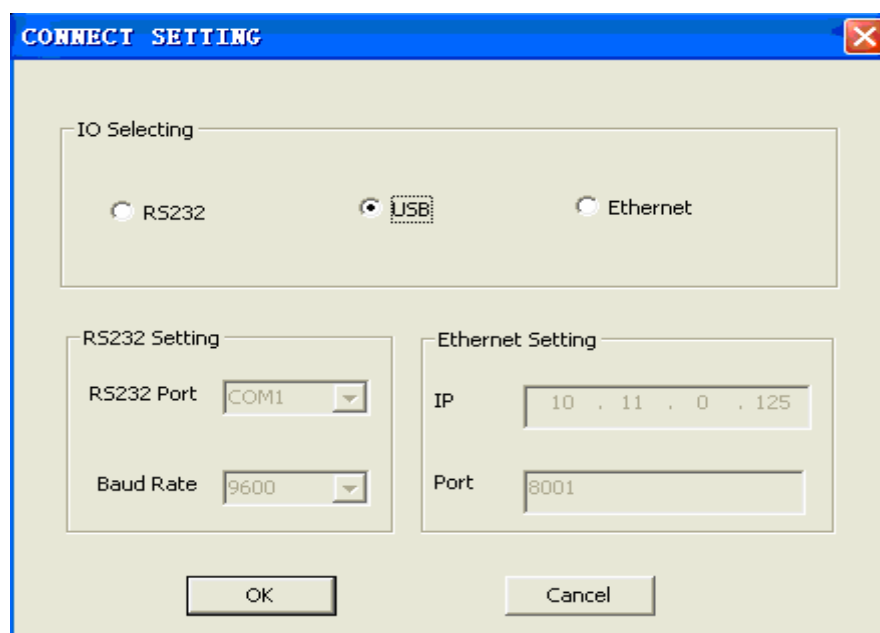 CONNECT SETTING
IO Selecting
RS232 USB Ethernet
RS232 Setting
RS232 Port COM1
Baud Rate 9600
Ethernet Setting
IP 10 . 11 . 0 . 125
Port 8001
OK Cancel